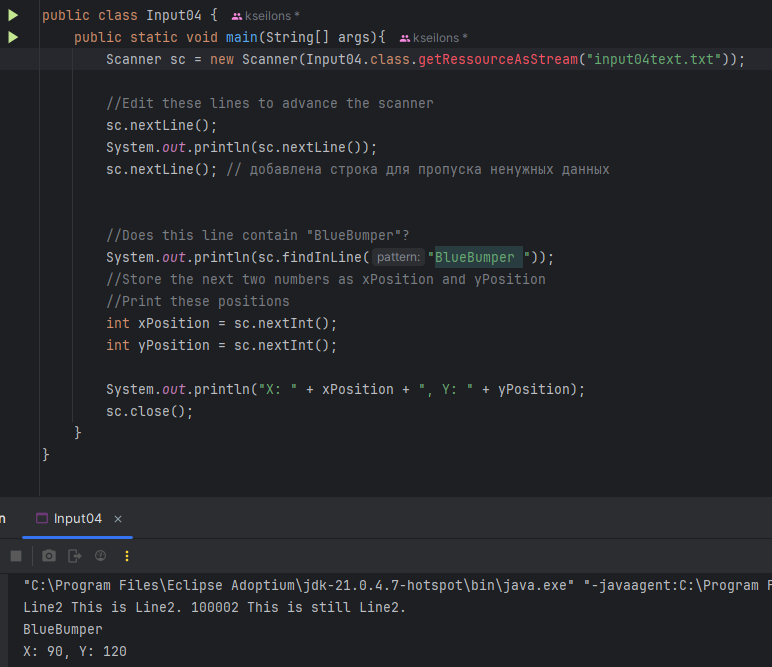 public class Input04 { kseilons *
public static void main(String[] args){ kseilons *
Scanner sc = new Scanner(Input04.class.getRessourceAsStream("input04text.txt"));
//Edit these lines to advance the scanner
sc.nextLine();
System.out.println(sc.nextLine());
sc.nextLine(); // добавлена строка для пропуска ненужных данных
//Does this line contain "BlueBumper"?
System.out.println(sc.findInLine( pattern: "BlueBumper "));
//Store the next two numbers as xPosition and yPosition
//Print these positions
int xPosition = sc.nextInt();
int yPosition = sc.nextInt();
System.out.println("X: " + xPosition + ", Y: " + yPosition);
sc.close();
}
}
n Input04 ×
"C:\Program Files\Eclipse Adoptium\jdk-21.0.4.7-hotspot\bin\java.exe" "-javaagent:C:\Program F
Line2 This is Line2. 100002 This is still Line2.
BlueBumper
X: 90, Y: 120